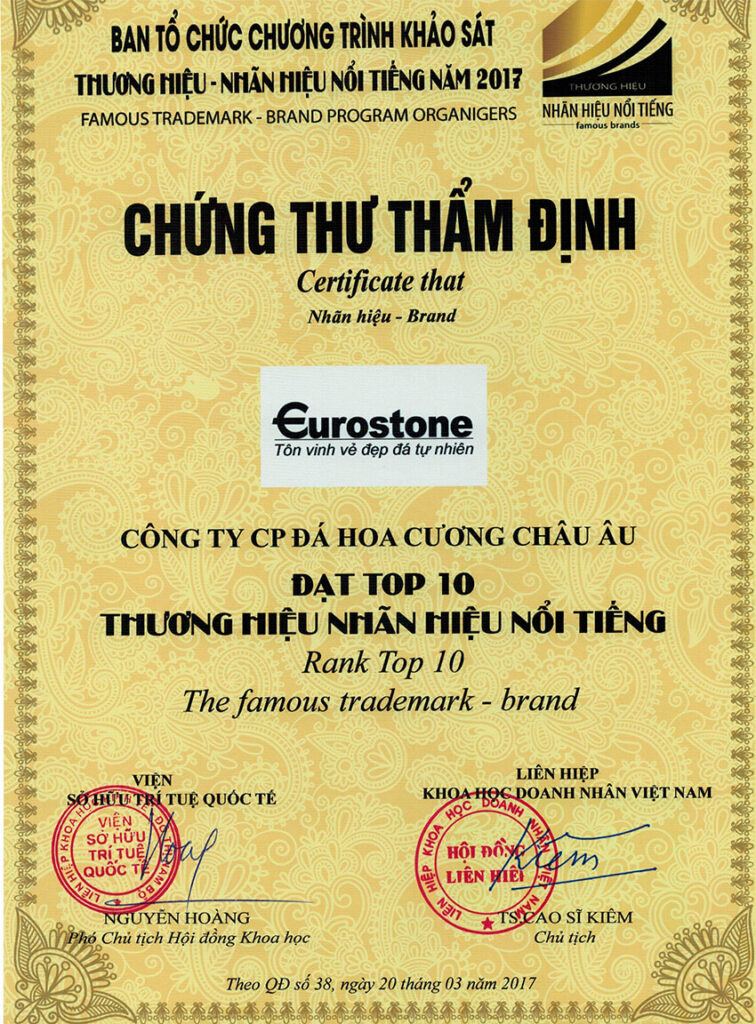 BAN TỔ CHỨC CHƯƠNG TRÌNH KHẢO SÁT
THƯƠNG HIỆU - NHÃN HIỆU NỔI TIẾNG NĂM 2017
FAMOUS TRADEMARK - BRAND PROGRAM ORGANIGERS
THƯƠNG HIỆU
NHÃN HIỆU NỔI TIẾNG
famous brands
CHỨNG THƯ THẨM ĐỊNH
Certificate that
Nhãn hiệu - Brand
Eurostone
Tôn vinh vẻ đẹp đá tự nhiên
CÔNG TY CP ĐÁ HOA CƯƠNG CHÂU ÂU
ĐẠT TOP 10
THƯƠNG HIỆU NHÃN HIỆU NỔI TIẾNG
Rank Top 10
The famous trademark - brand
VIỆN
SỞ HỮU TRÍ TUỆ QUỐC TẾ
VIỆN
SỞ HỮU
TRÍ TUỆ
QUỐC TẾ
LIÊN HIỆP KHOA
NGUYỄN HOÀNG
Phó Chủ tịch Hội đồng Khoa học
LIÊN HIỆP
KHOA HỌC DOANH NHÂN VIỆT NAM
LIÊN HIỆP KHOA HỌC DOANH NHÂN VIỆT NAM
HỘI ĐỒNG
LIÊN HIỆP
Kiêm
TS.CAO SĨ KIÊM
Chủ tịch
Theo QĐ số 38, ngày 20 tháng 03 năm 2017